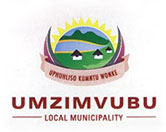 UPHUHLISO KUMNTU WONKE
UMZIMVUBU
LOCAL MUNICIPALITY